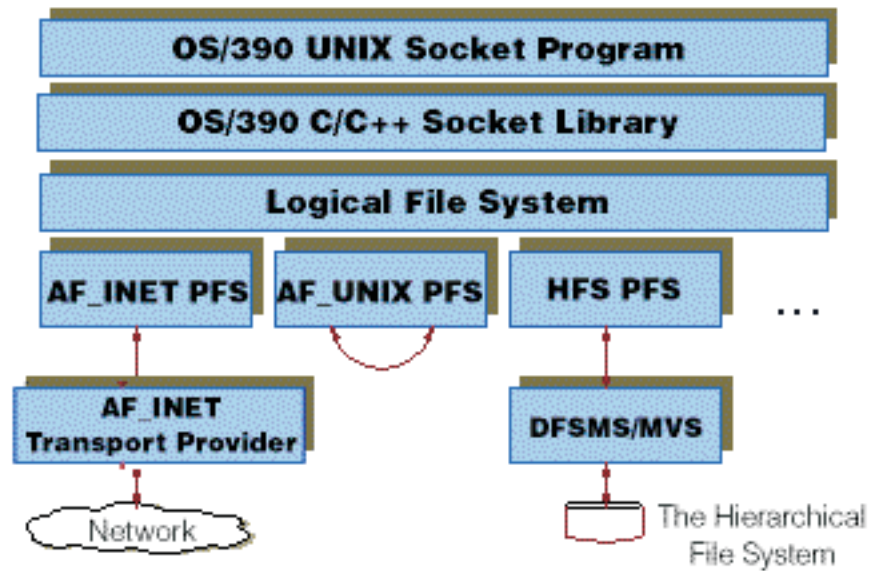 OS/390 UNIX Socket Program
OS/390 C/C++ Socket Library
Logical File System
AF_INET PFS
AF_UNIX PFS
HFS PFS
...
AF_INET
Transport Provider
DFSMS/MVS
Network
The Hierarchical
File System